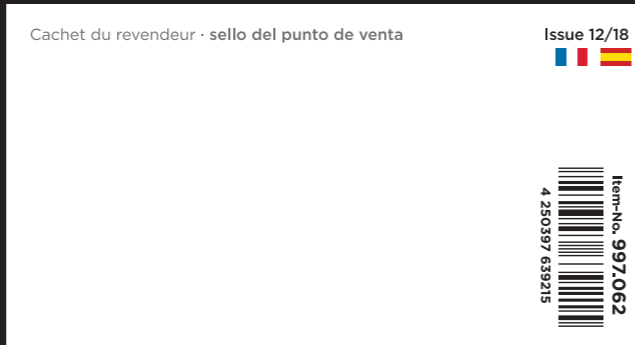 Cachet du revendeur · sello del punto de venta
Issue 12/18
Item-No. 997.062
4 250397 639215